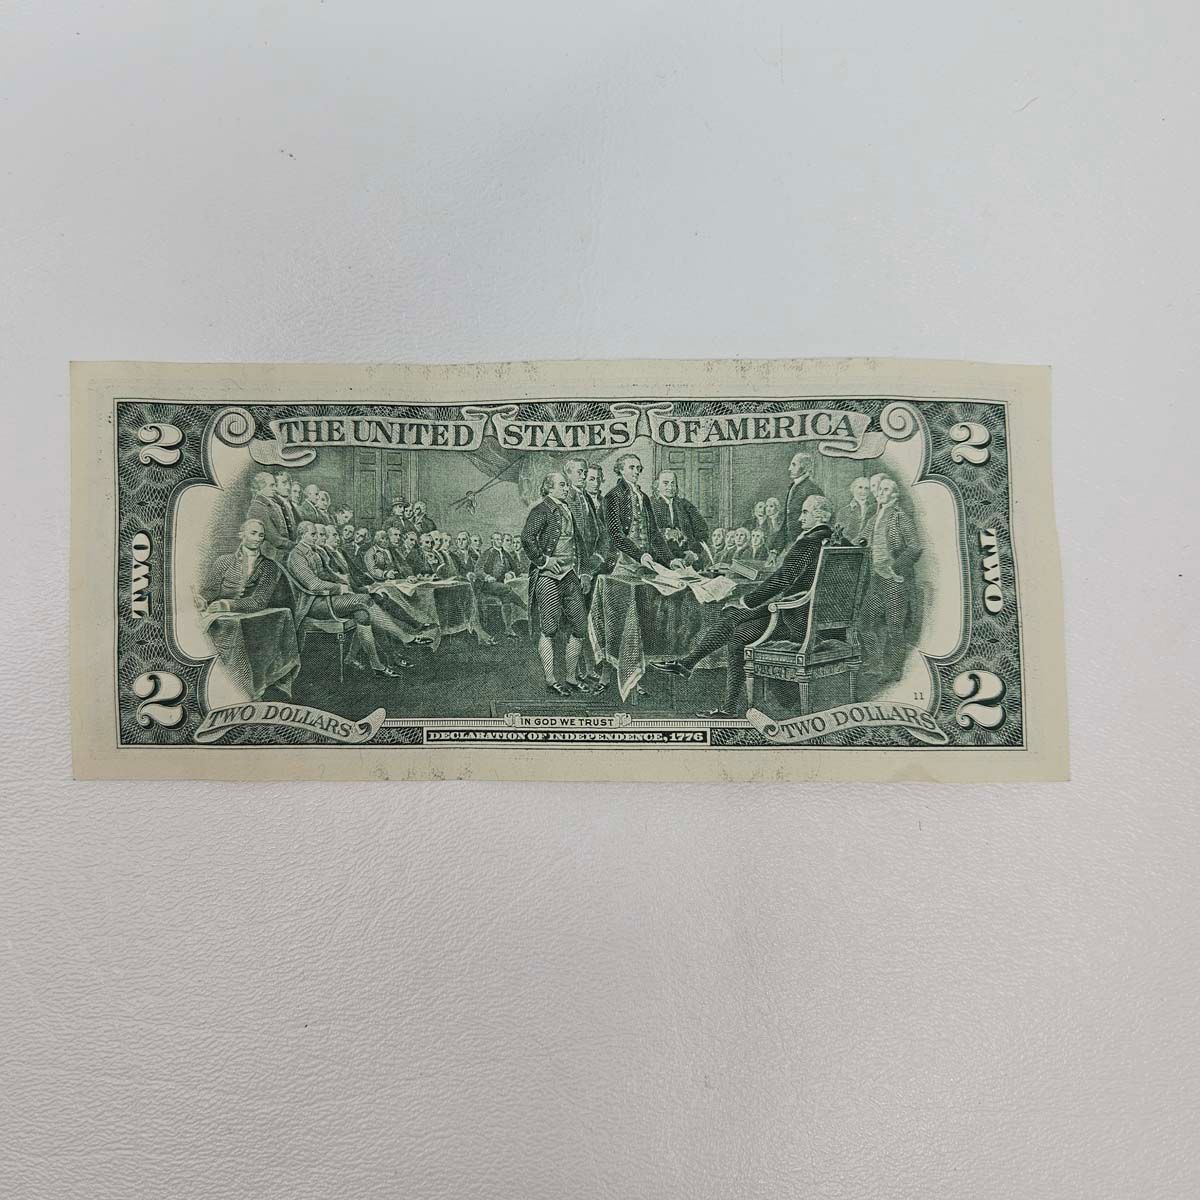 THE UNITED STATES OF AMERICA
2
2
TWO
TWO
2
2
11
TWO DOLLARS
TWO DOLLARS
IN GOD WE TRUST
DECLARATION OF INDEPENDENCE, 1776